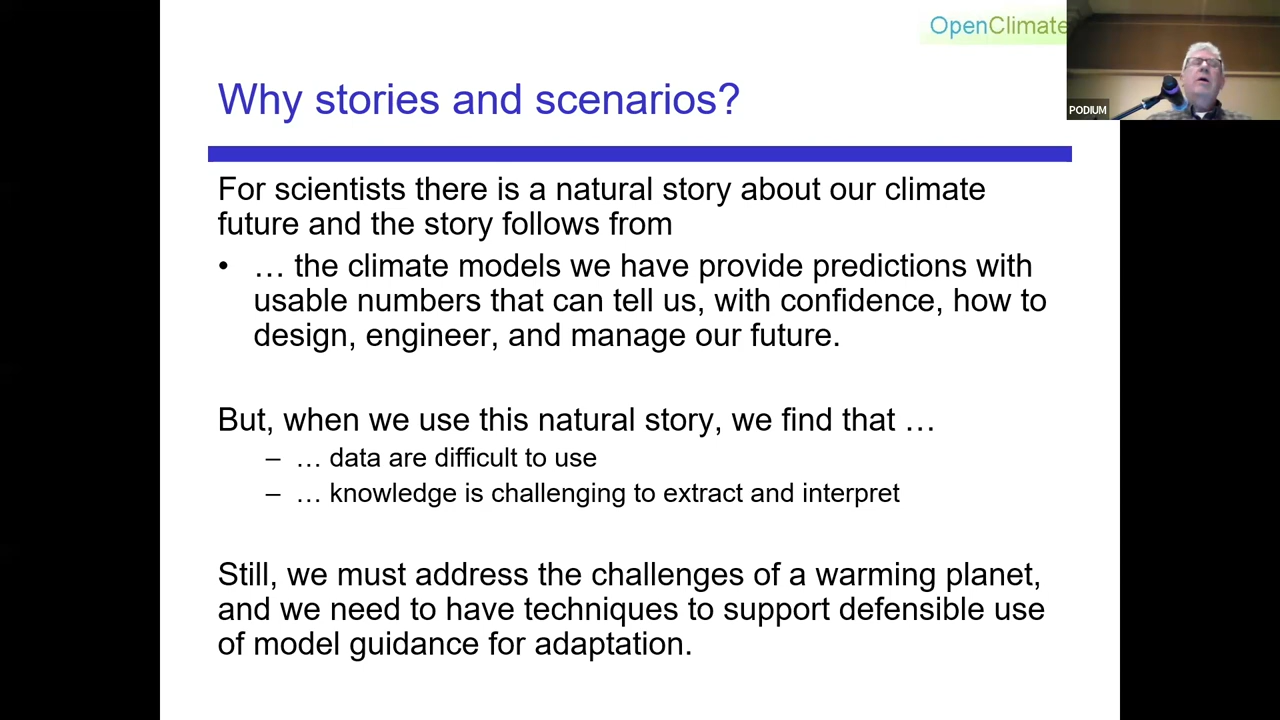 OpenClimate
PODIUM
Why stories and scenarios?
For scientists there is a natural story about our climate
future and the story follows from
• … the climate models we have provide predictions with
usable numbers that can tell us, with confidence, how to
design, engineer, and manage our future.
But, when we use this natural story, we find that …
– … data are difficult to use
– … knowledge is challenging to extract and interpret
Still, we must address the challenges of a warming planet,
and we need to have techniques to support defensible use
of model guidance for adaptation.